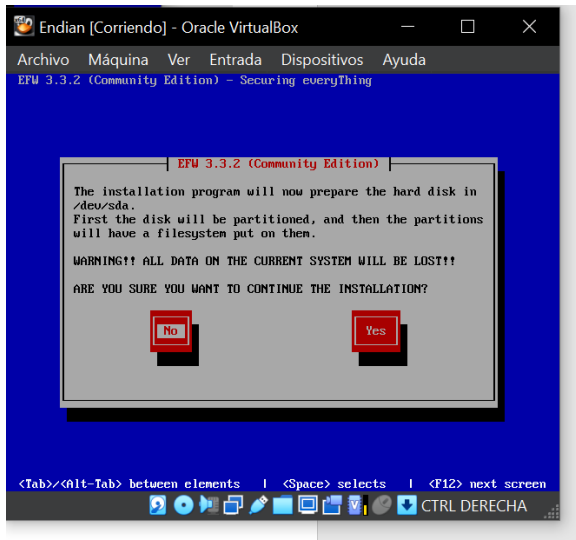 Endian [Corriendo] - Oracle VirtualBox
Archivo Máquina Ver Entrada Dispositivos Ayuda
EFW 3.3.2 (Community Edition) - Securing everyThing
EFW 3.3.2 (Community Edition)
The installation program will now prepare the hard disk in
/dev/sda.
First the disk will be partitioned, and then the partitions
will have a filesystem put on them.
WARNING!! ALL DATA ON THE CURRENT SYSTEM WILL BE LOST!!
ARE YOU SURE YOU WANT TO CONTINUE THE INSTALLATION?
No Yes
<Tab>/<Alt-Tab> between elements | <Space> selects | <F12> next screen
CTRL DERECHA